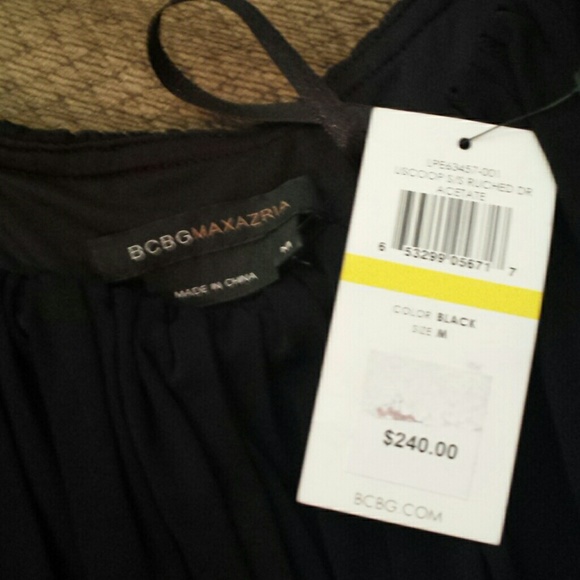 BCBGMAXAZRIA
M
MADE IN CHINA
LPE63457-001
USCOOP S/S RUCHED DR
ACETATE
6 53299 05671 7
COLOR BLACK
SIZE M
$240.00
BCBG.COM